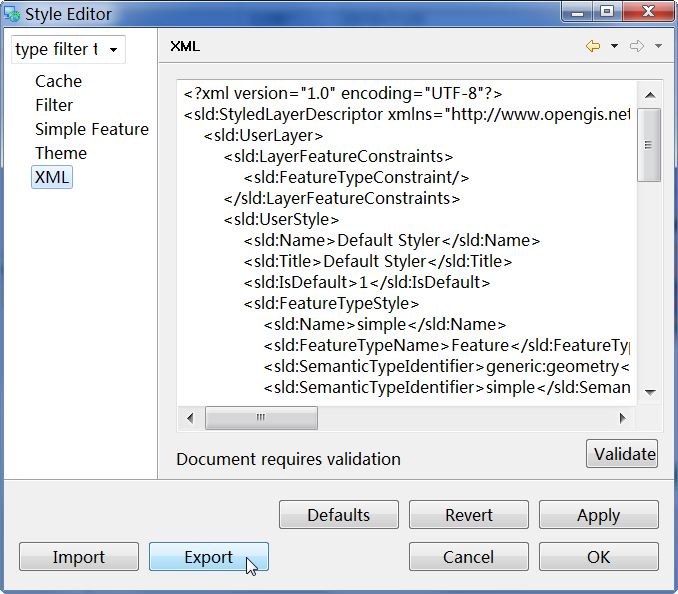 Style Editor
type filter t
XML
Cache
Filter
Simple Feature
Theme
XML
<?xml version="1.0" encoding="UTF-8"?>
<sld:StyledLayerDescriptor xmlns="http://www.opengis.net
<sld:UserLayer>
<sld:LayerFeatureConstraints>
<sld:FeatureTypeConstraint/>
</sld:LayerFeatureConstraints>
<sld:UserStyle>
<sld:Name>Default Styler</sld:Name>
<sld:Title>Default Styler</sld:Title>
<sld:IsDefault>1</sld:IsDefault>
<sld:FeatureTypeStyle>
<sld:Name>simple</sld:Name>
<sld:FeatureTypeName>Feature</sld:FeatureTyp
<sld:SemanticTypeIdentifier>generic:geometry<
<sld:SemanticTypeIdentifier>simple</sld:Seman
Document requires validation
Validate
Defaults
Revert
Apply
Import
Export
Cancel
OK